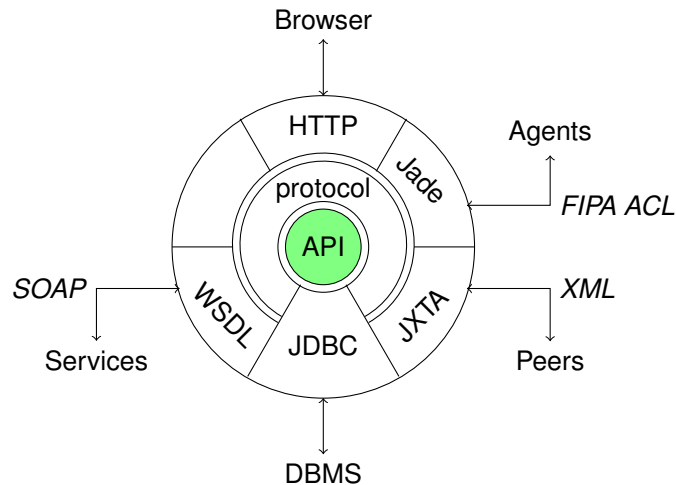 Browser
HTTP
Agents
Jade
protocol
FIPA ACL
API
SOAP
XML
WSDL
JXTA
JDBC
Services
Peers
DBMS